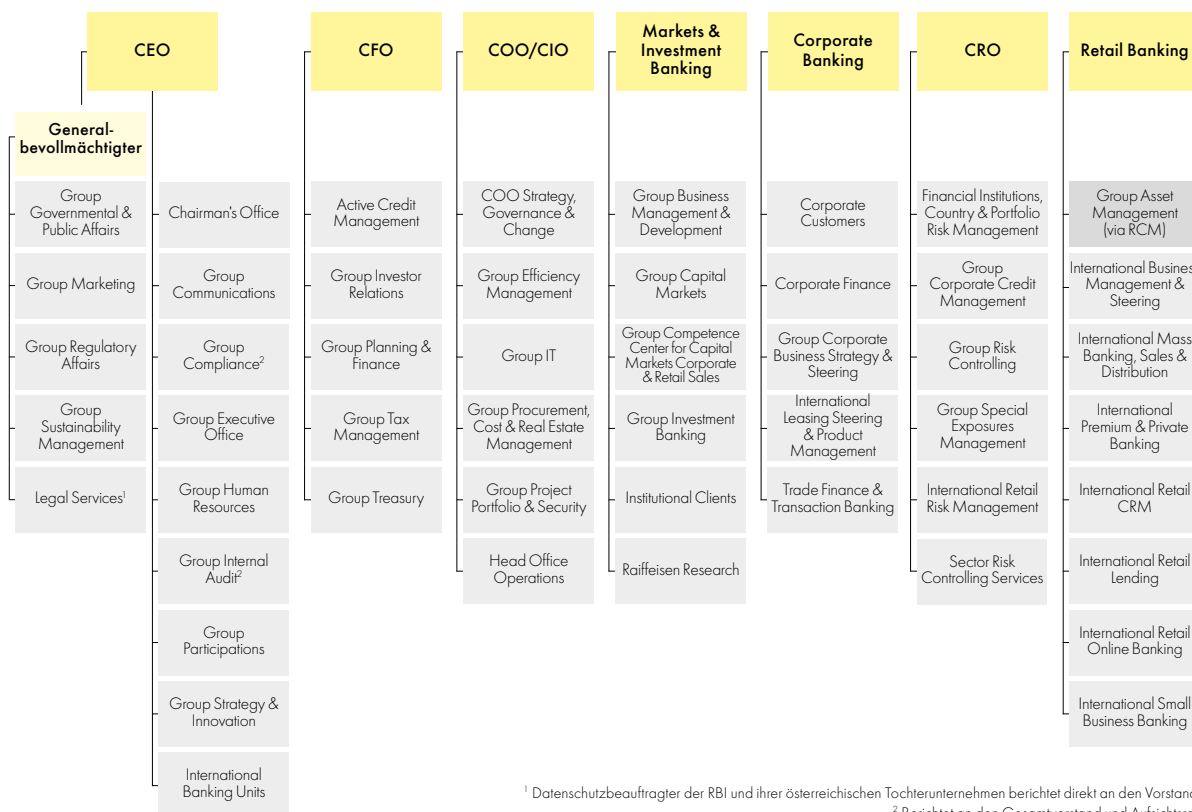 CEO
General-
bevollmächtigter
Group
Governmental &
Public Affairs
Group Marketing
Group Regulatory
Affairs
Group
Sustainability
Management
Legal Services¹
Chairman's Office
Group
Communications
Group
Compliance²
Group Executive
Office
Group Human
Resources
Group Internal
Audit²
Group
Participations
Group Strategy &
Innovation
International
Banking Units
CFO
Active Credit
Management
Group Investor
Relations
Group Planning &
Finance
Group Tax
Management
Group Treasury
COO/CIO
COO Strategy,
Governance &
Change
Group Efficiency
Management
Group IT
Group Procurement,
Cost & Real Estate
Management
Group Project
Portfolio & Security
Head Office
Operations
Markets &
Investment
Banking
Group Business
Management &
Development
Group Capital
Markets
Group Competence
Center for Capital
Markets Corporate
& Retail Sales
Group Investment
Banking
Institutional Clients
Raiffeisen Research
Corporate
Banking
Corporate
Customers
Corporate Finance
Group Corporate
Business Strategy &
Steering
International
Leasing Steering
& Product
Management
Trade Finance &
Transaction Banking
CRO
Financial Institutions,
Country & Portfolio
Risk Management
Group
Corporate Credit
Management
Group Risk
Controlling
Group Special
Exposures
Management
International Retail
Risk Management
Sector Risk
Controlling Services
Retail Banking
Group Asset
Management
(via RCM)
International Business
Management &
Steering
International Mass
Banking, Sales &
Distribution
International
Premium & Private
Banking
International Retail
CRM
International Retail
Lending
International Retail
Online Banking
International Small
Business Banking
¹ Datenschutzbeauftragter der RBI und ihrer österreichischen Tochterunternehmen berichtet direkt an den Vorstand